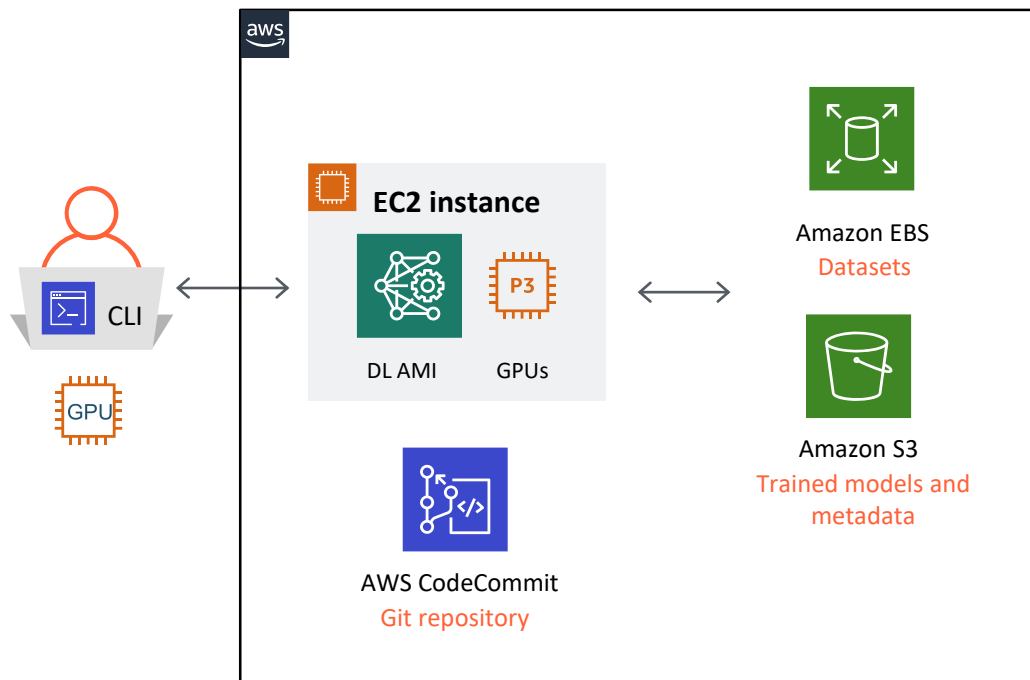 aws
EC2 instance
P3
DL AMI
GPUs
CLI
GPU
>_
</>
AWS CodeCommit
Git repository
Amazon EBS
Datasets
Amazon S3
Trained models and
metadata